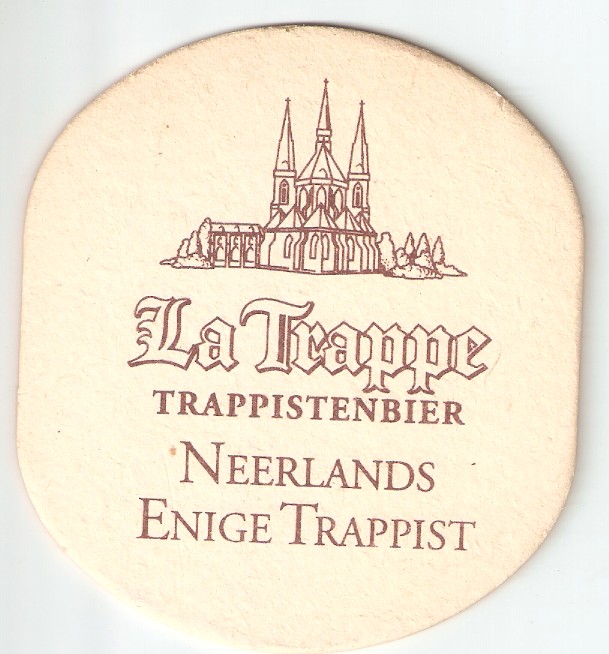 La Trappe
TRAPPISTENBIER
NEERLANDS
ENIGE TRAPPIST